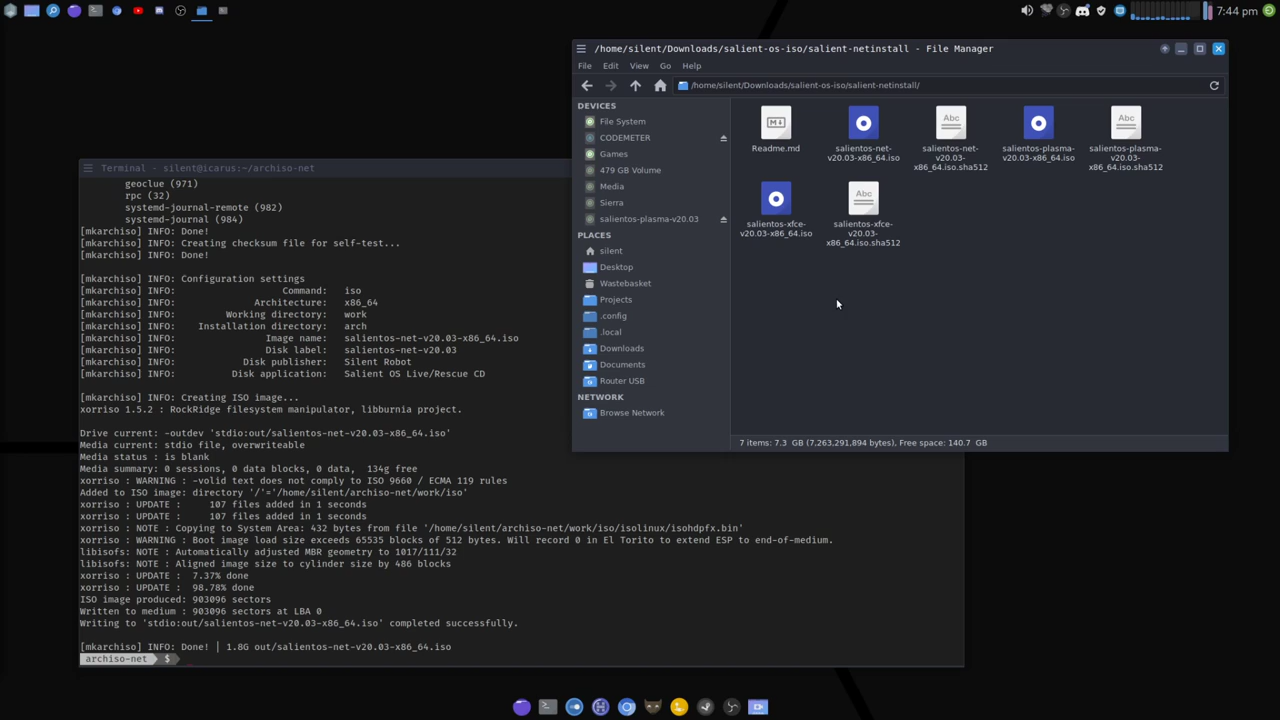 7:44 pm
/home/silent/Downloads/salient-os-iso/salient-netinstall - File Manager
File Edit View Go Help
/home/silent/Downloads/salient-os-iso/salient-netinstall/
DEVICES
File System
CODEMETER
Games
479 GB Volume
Media
Sierra
salientos-plasma-v20.03
PLACES
silent
Desktop
Wastebasket
Projects
.config
.local
Downloads
Documents
Router USB
NETWORK
Browse Network
Readme.md
salientos-net-
v20.03-x86_64.iso
Abc
salientos-net-
v20.03-
x86_64.iso.sha512
salientos-plasma-
v20.03-x86_64.iso
Abc
salientos-plasma-
v20.03-
x86_64.iso.sha512
salientos-xfce-
v20.03-x86_64.iso
Abc
salientos-xfce-
v20.03-
x86_64.iso.sha512
7 items: 7.3 GB (7,263,291,894 bytes), Free space: 140.7 GB
Terminal - silent@icarus:~/archiso-net
geoclue (971)
rpc (32)
systemd-journal-remote (982)
systemd-journal (984)
[mkarchiso] INFO: Done!
[mkarchiso] INFO: Creating checksum file for self-test...
[mkarchiso] INFO: Done!
[mkarchiso] INFO: Configuration settings
[mkarchiso] INFO: Command: iso
[mkarchiso] INFO: Architecture: x86_64
[mkarchiso] INFO: Working directory: work
[mkarchiso] INFO: Installation directory: arch
[mkarchiso] INFO: Image name: salientos-net-v20.03-x86_64.iso
[mkarchiso] INFO: Disk label: salientos-net-v20.03
[mkarchiso] INFO: Disk publisher: Silent Robot
[mkarchiso] INFO: Disk application: Salient OS Live/Rescue CD
[mkarchiso] INFO: Creating ISO image...
xorriso 1.5.2 : RockRidge filesystem manipulator, libburnia project.
Drive current: -outdev 'stdio:out/salientos-net-v20.03-x86_64.iso'
Media current: stdio file, overwriteable
Media status : is blank
Media summary: 0 sessions, 0 data blocks, 0 data, 134g free
xorriso : WARNING : -volid text does not comply to ISO 9660 / ECMA 119 rules
Added to ISO image: directory '/'='/home/silent/archiso-net/work/iso'
xorriso : UPDATE : 107 files added in 1 seconds
xorriso : UPDATE : 107 files added in 1 seconds
xorriso : NOTE : Copying to System Area: 432 bytes from file '/home/silent/archiso-net/work/iso/isolinux/isohdpfx.bin'
xorriso : WARNING : Boot image load size exceeds 65535 blocks of 512 bytes. Will record 0 in El Torito to extend ESP to end-of-medium.
libisofs: NOTE : Automatically adjusted MBR geometry to 1017/111/32
libisofs: NOTE : Aligned image size to cylinder size by 486 blocks
xorriso : UPDATE : 7.37% done
xorriso : UPDATE : 98.78% done
ISO image produced: 903096 sectors
Written to medium : 903096 sectors at LBA 0
Writing to 'stdio:out/salientos-net-v20.03-x86_64.iso' completed successfully.
[mkarchiso] INFO: Done! | 1.8G out/salientos-net-v20.03-x86_64.iso
archiso-net $